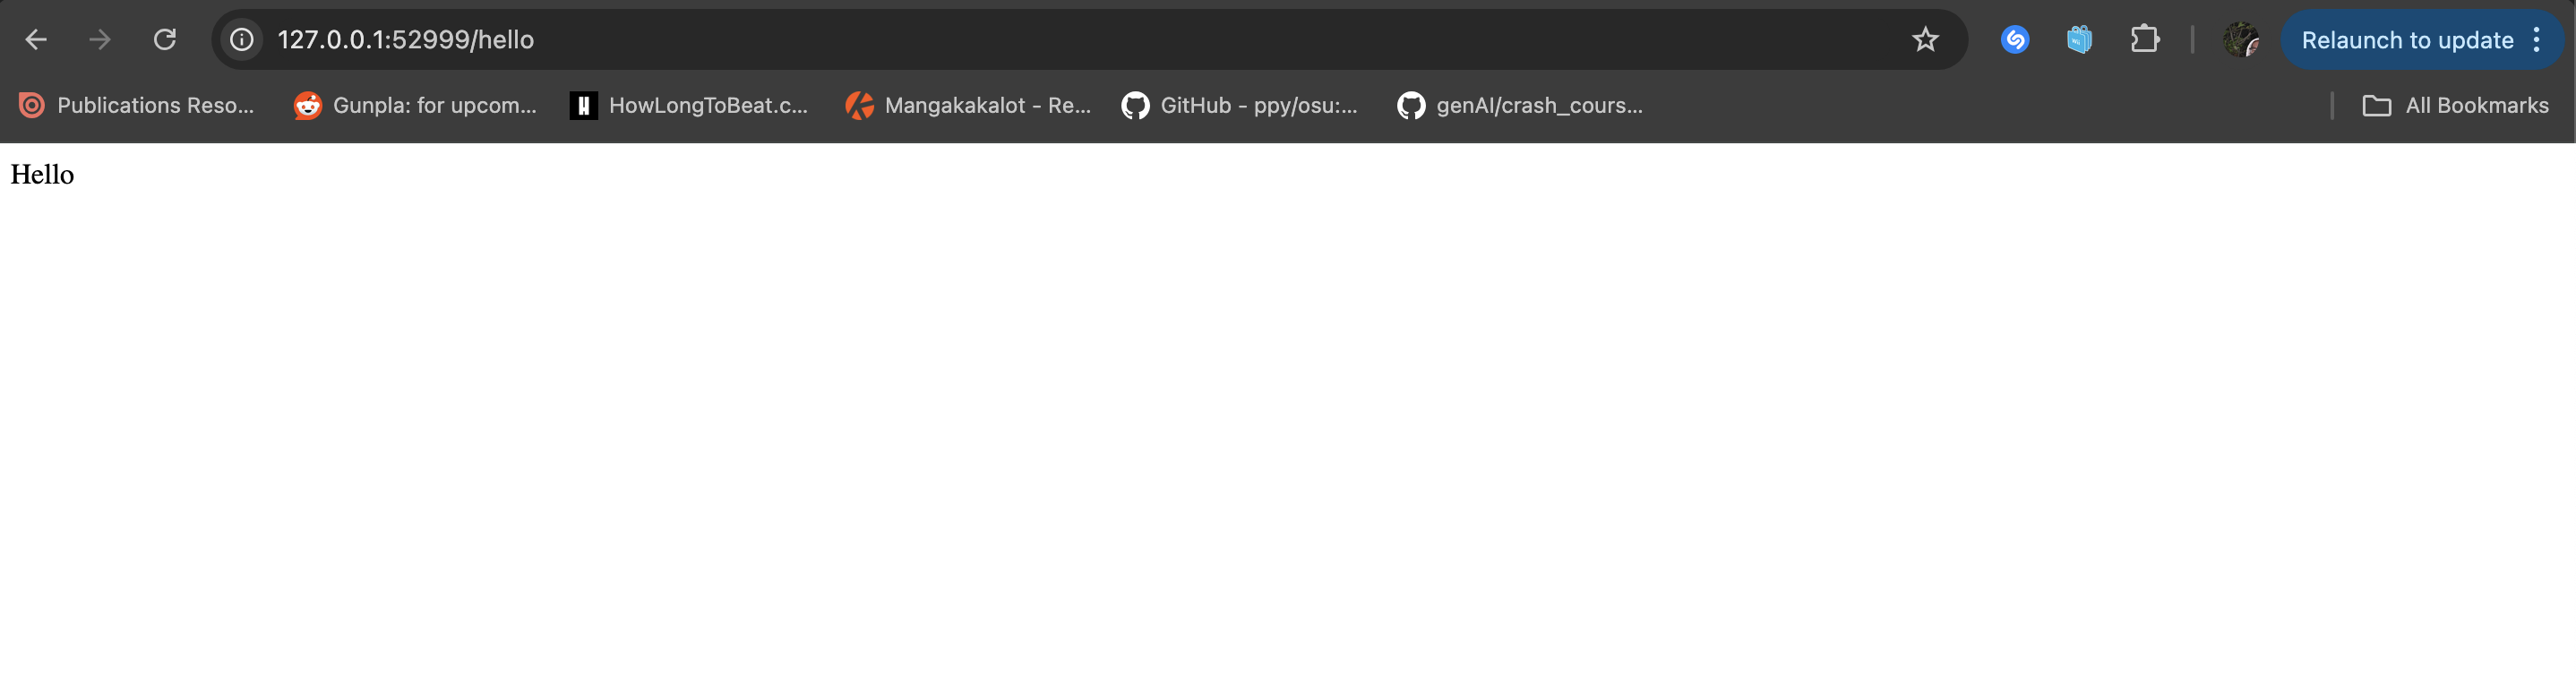 127.0.0.1:52999/hello
Relaunch to update
Publications Reso... Gunpla: for upcom... HowLongToBeat.c... Mangakakalot - Re... GitHub - ppy/osu:... genAI/crash_cours... All Bookmarks
Hello